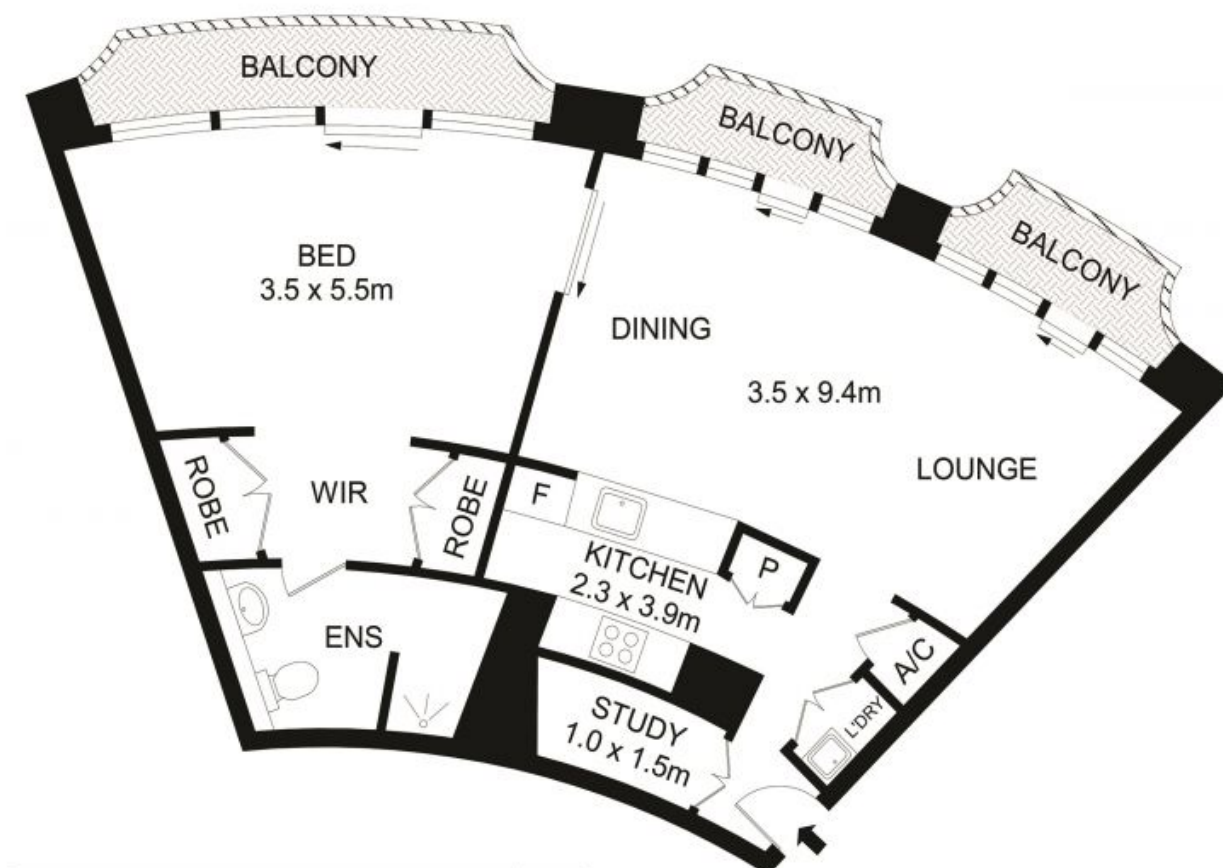 BALCONY
BALCONY
BALCONY
BED
3.5 x 5.5m
DINING
3.5 x 9.4m
LOUNGE
ROBE
WIR
ROBE
F
KITCHEN
2.3 x 3.9m
P
ENS
A/C
L'DRY
STUDY
1.0 x 1.5m